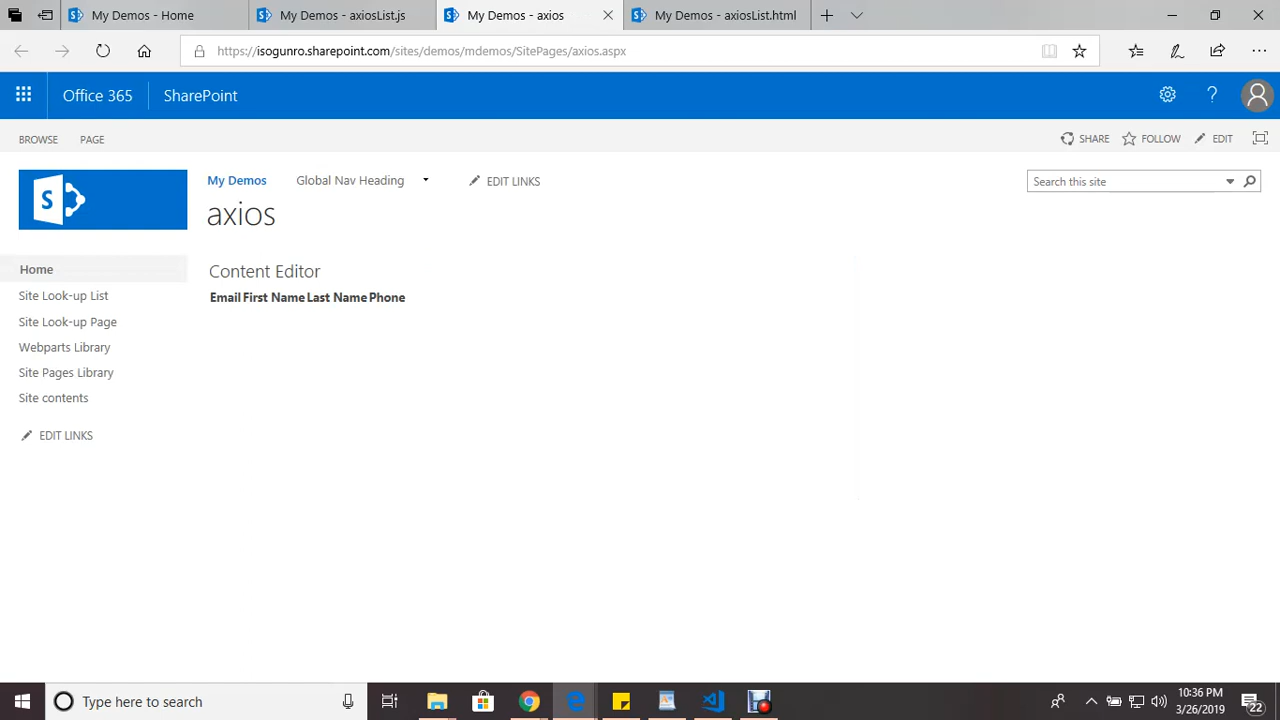 My Demos - Home
My Demos - axiosList.js
My Demos - axios
My Demos - axiosList.html
https://isogunro.sharepoint.com/sites/demos/mdemos/SitePages/axios.aspx
Office 365
SharePoint
BROWSE
PAGE
SHARE
FOLLOW
EDIT
S
My Demos
Global Nav Heading
EDIT LINKS
Search this site
axios
Home
Site Look-up List
Site Look-up Page
Webparts Library
Site Pages Library
Site contents
EDIT LINKS
Content Editor
Email First Name Last Name Phone
Type here to search
10:36 PM
3/26/2019
22